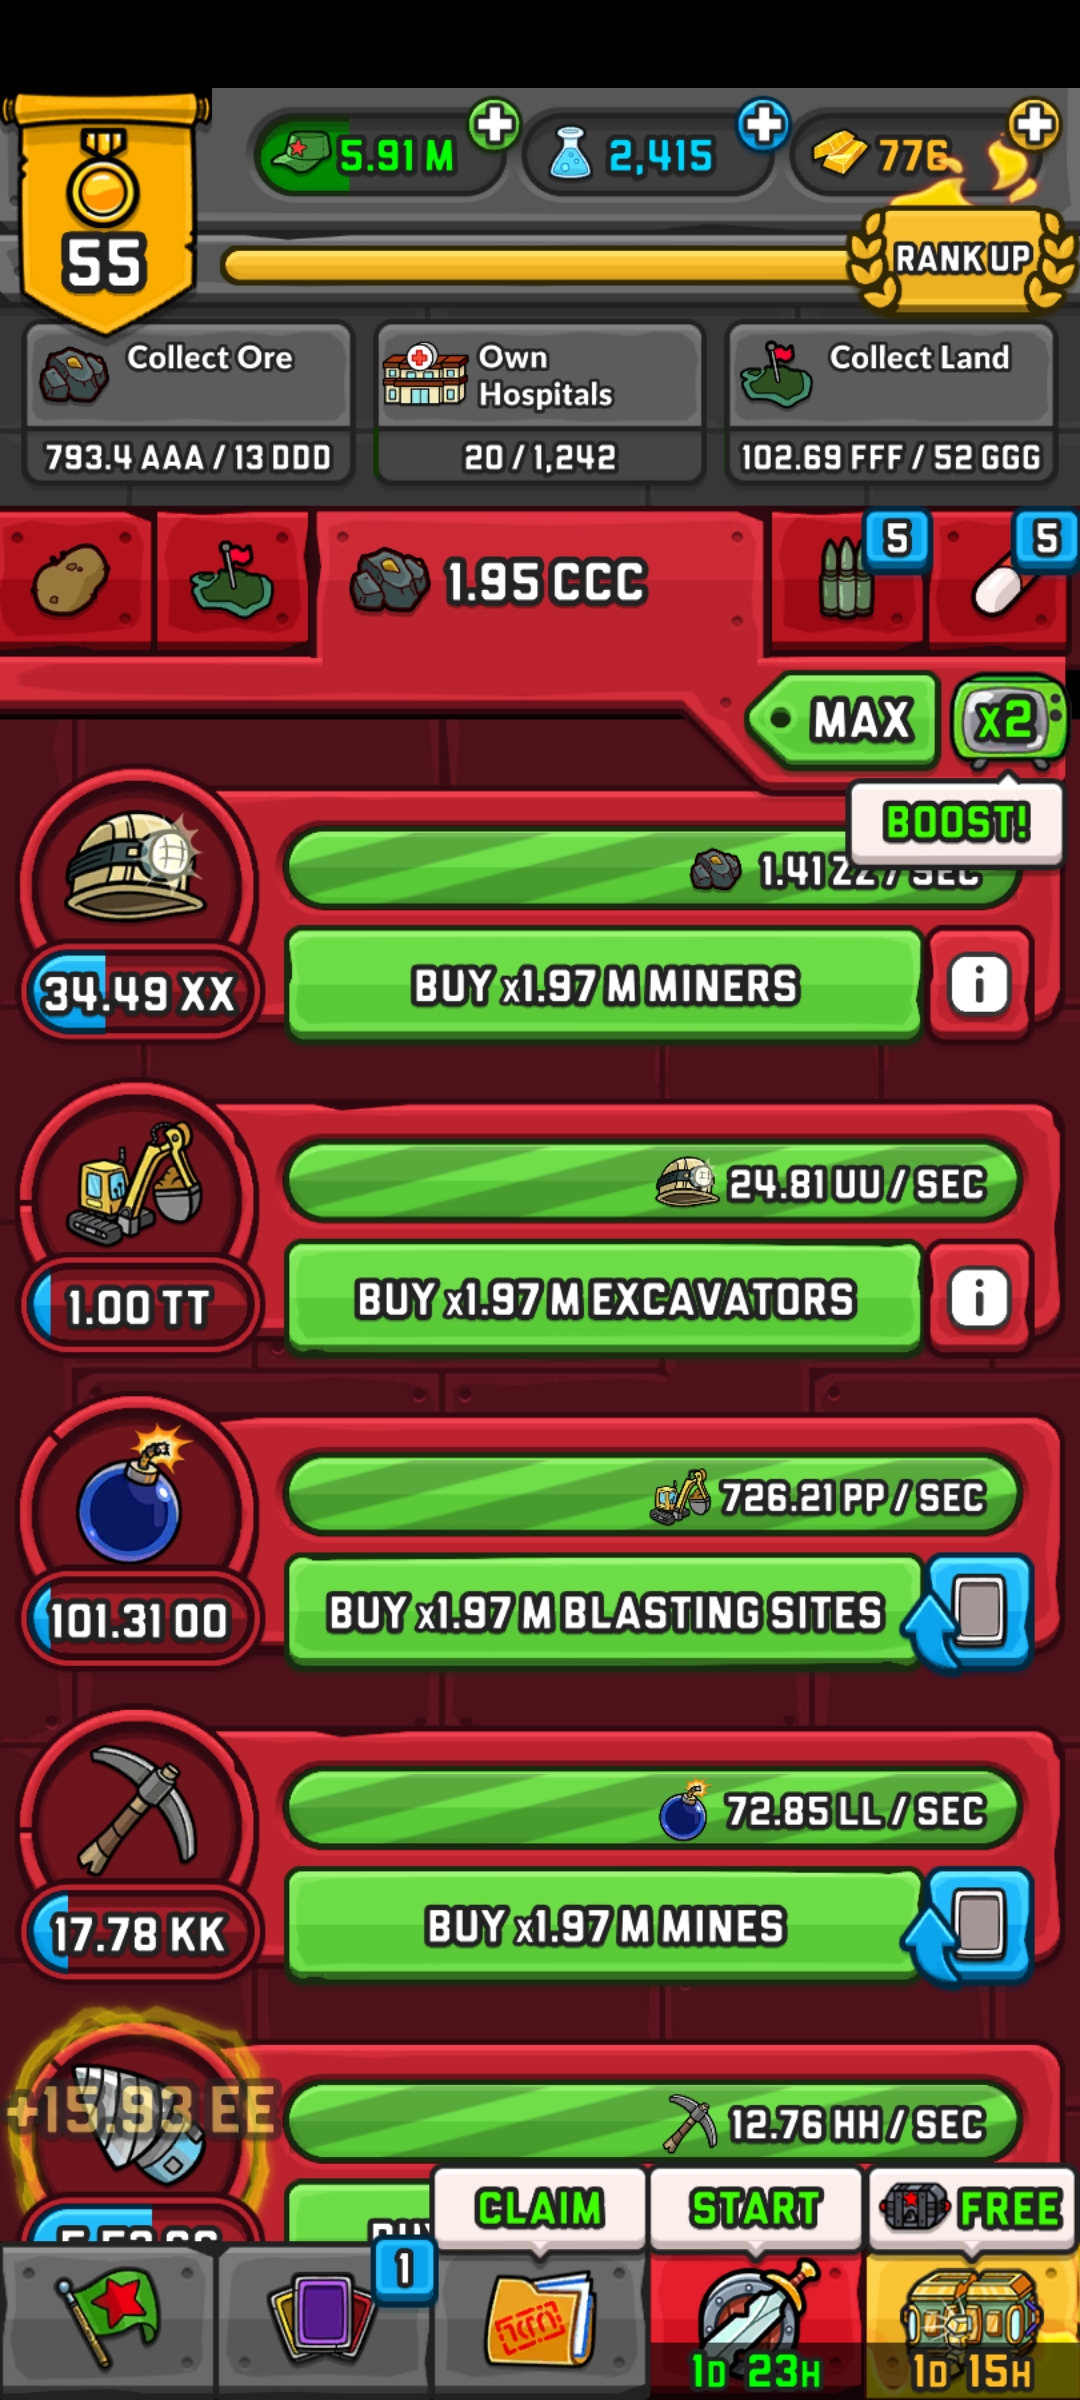 5.91 M
2,415
776
55
RANK UP
Collect Ore
Own
Hospitals
Collect Land
793.4 AAA / 13 DDD
20 / 1,242
102.69 FFF / 52 GGG
1.95 CCC
5
5
MAX
x2
BOOST!
1.41 ZZ / SEC
34.49 XX
BUY x1.97 M MINERS
i
24.81 UU / SEC
1.00 TT
BUY x1.97 M EXCAVATORS
i
726.21 PP / SEC
101.31 OO
BUY x1.97 M BLASTING SITES
72.85 LL / SEC
17.78 KK
BUY x1.97 M MINES
+15.93 EE
12.76 HH / SEC
BUY
CLAIM
START
FREE
1
1D 23H
1D 15H